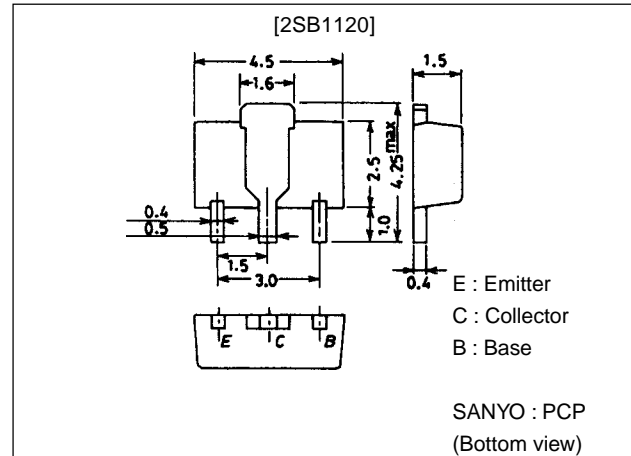 [2SB1120]
4.5
1.6
1.5
2.5
4.25max
1.0
0.4
0.5
1.5
3.0
0.4
E : Emitter
C : Collector
B : Base
E C B
SANYO : PCP
(Bottom view)